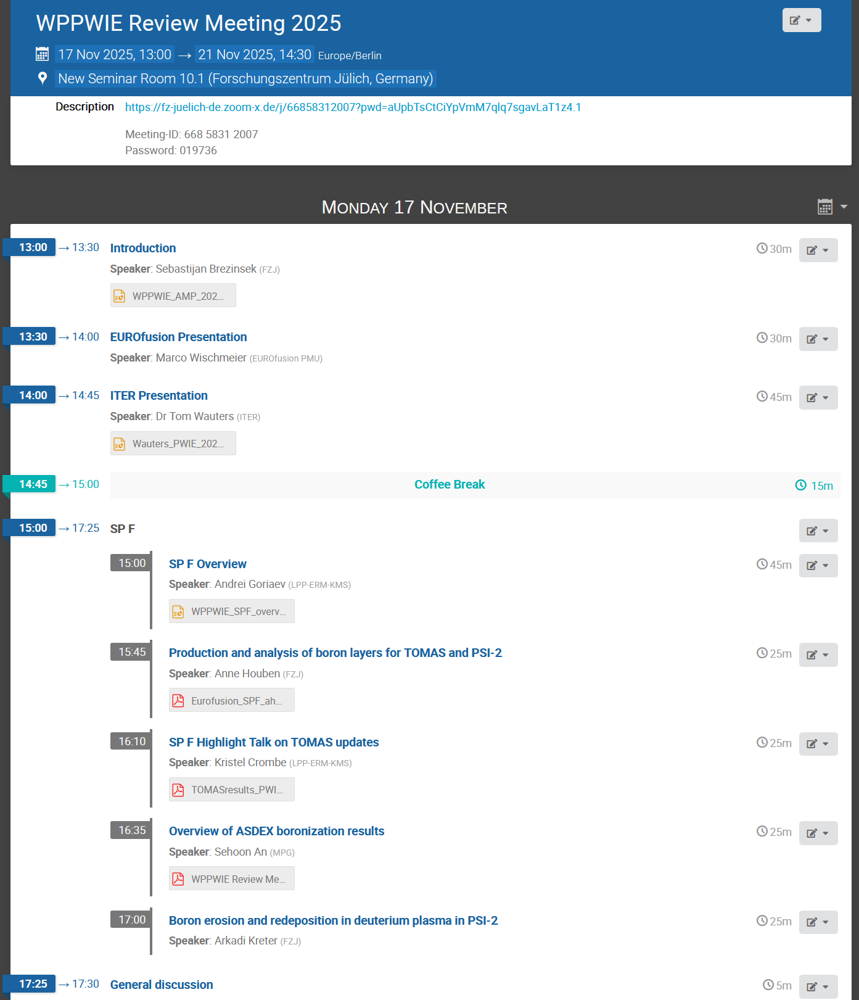 WPPWIE Review Meeting 2025
17 Nov 2025, 13:00 → 21 Nov 2025, 14:30 Europe/Berlin
New Seminar Room 10.1 (Forschungszentrum Jülich, Germany)
Description https://fz-juelich-de.zoom-x.de/j/66858312007?pwd=aUpbTsCtCiYpVmM7qlq7sgavLaT1z4.1
Meeting-ID: 668 5831 2007
Password: 019736
Monday 17 November
13:00 → 13:30 Introduction 30m
Speaker: Sebastijan Brezinsek (FZJ)
WPPWIE_AMP_202...
13:30 → 14:00 EUROfusion Presentation 30m
Speaker: Marco Wischmeier (EUROfusion PMU)
14:00 → 14:45 ITER Presentation 45m
Speaker: Dr Tom Wauters (ITER)
Wauters_PWIE_202...
14:45 → 15:00 Coffee Break 15m
15:00 → 17:25 SP F
15:00 SP F Overview 45m
Speaker: Andrei Goriaev (LPP-ERM-KMS)
WPPWIE_SPF_overv...
15:45 Production and analysis of boron layers for TOMAS and PSI-2 25m
Speaker: Anne Houben (FZJ)
Eurofusion_SPF_ah...
16:10 SP F Highlight Talk on TOMAS updates 25m
Speaker: Kristel Crombe (LPP-ERM-KMS)
TOMASresults_PWI...
16:35 Overview of ASDEX boronization results 25m
Speaker: Sehoon An (MPG)
WPPWIE Review Me...
17:00 Boron erosion and redeposition in deuterium plasma in PSI-2 25m
Speaker: Arkadi Kreter (FZJ)
17:25 → 17:30 General discussion 5m